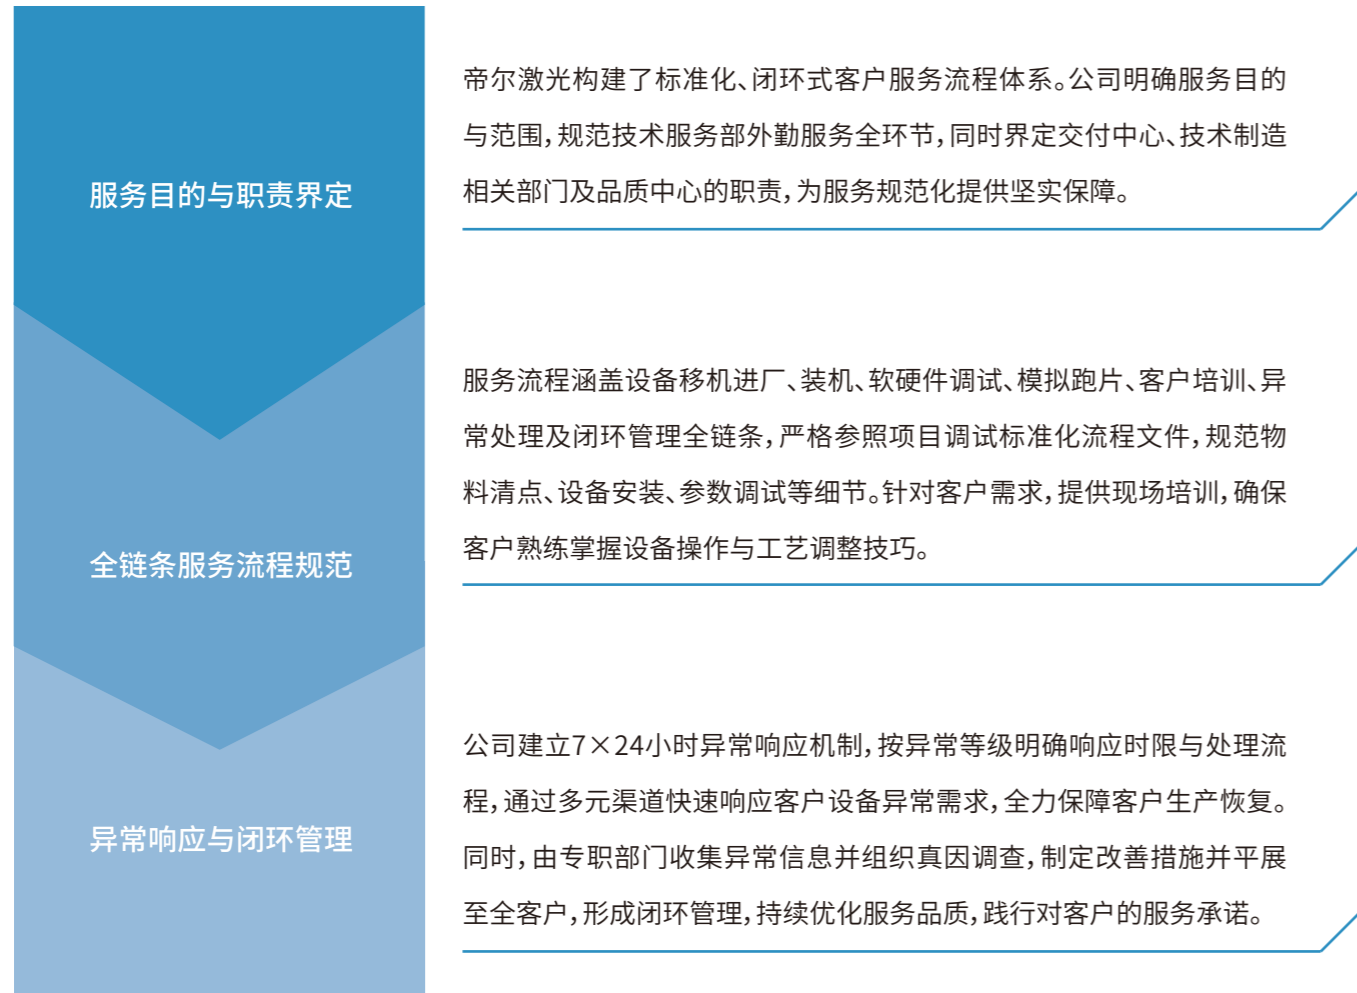 服务目的与职责界定
帝尔激光构建了标准化、闭环式客户服务流程体系。公司明确服务目的
与范围,规范技术服务部外勤服务全环节,同时界定交付中心、技术制造
相关部门及品质中心的职责,为服务规范化提供坚实保障。
全链条服务流程规范
服务流程涵盖设备移机进厂、装机、软硬件调试、模拟跑片、客户培训、异
常处理及闭环管理全链条,严格参照项目调试标准化流程文件,规范物
料清点、设备安装、参数调试等细节。针对客户需求,提供现场培训,确保
客户熟练掌握设备操作与工艺调整技巧。
异常响应与闭环管理
公司建立7×24小时异常响应机制,按异常等级明确响应时限与处理流
程,通过多元渠道快速响应客户设备异常需求,全力保障客户生产恢复。
同时,由专职部门收集异常信息并组织真因调查,制定改善措施并平展
至全客户,形成闭环管理,持续优化服务品质,践行对客户的服务承诺。